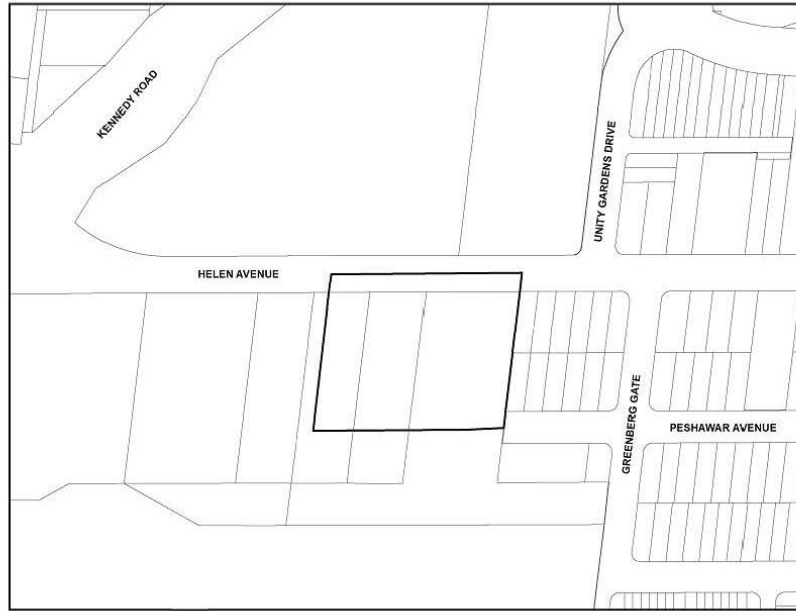 KENNEDY ROAD
UNITY GARDENS DRIVE
HELEN AVENUE
GREENBERG GATE
PESHAWAR AVENUE